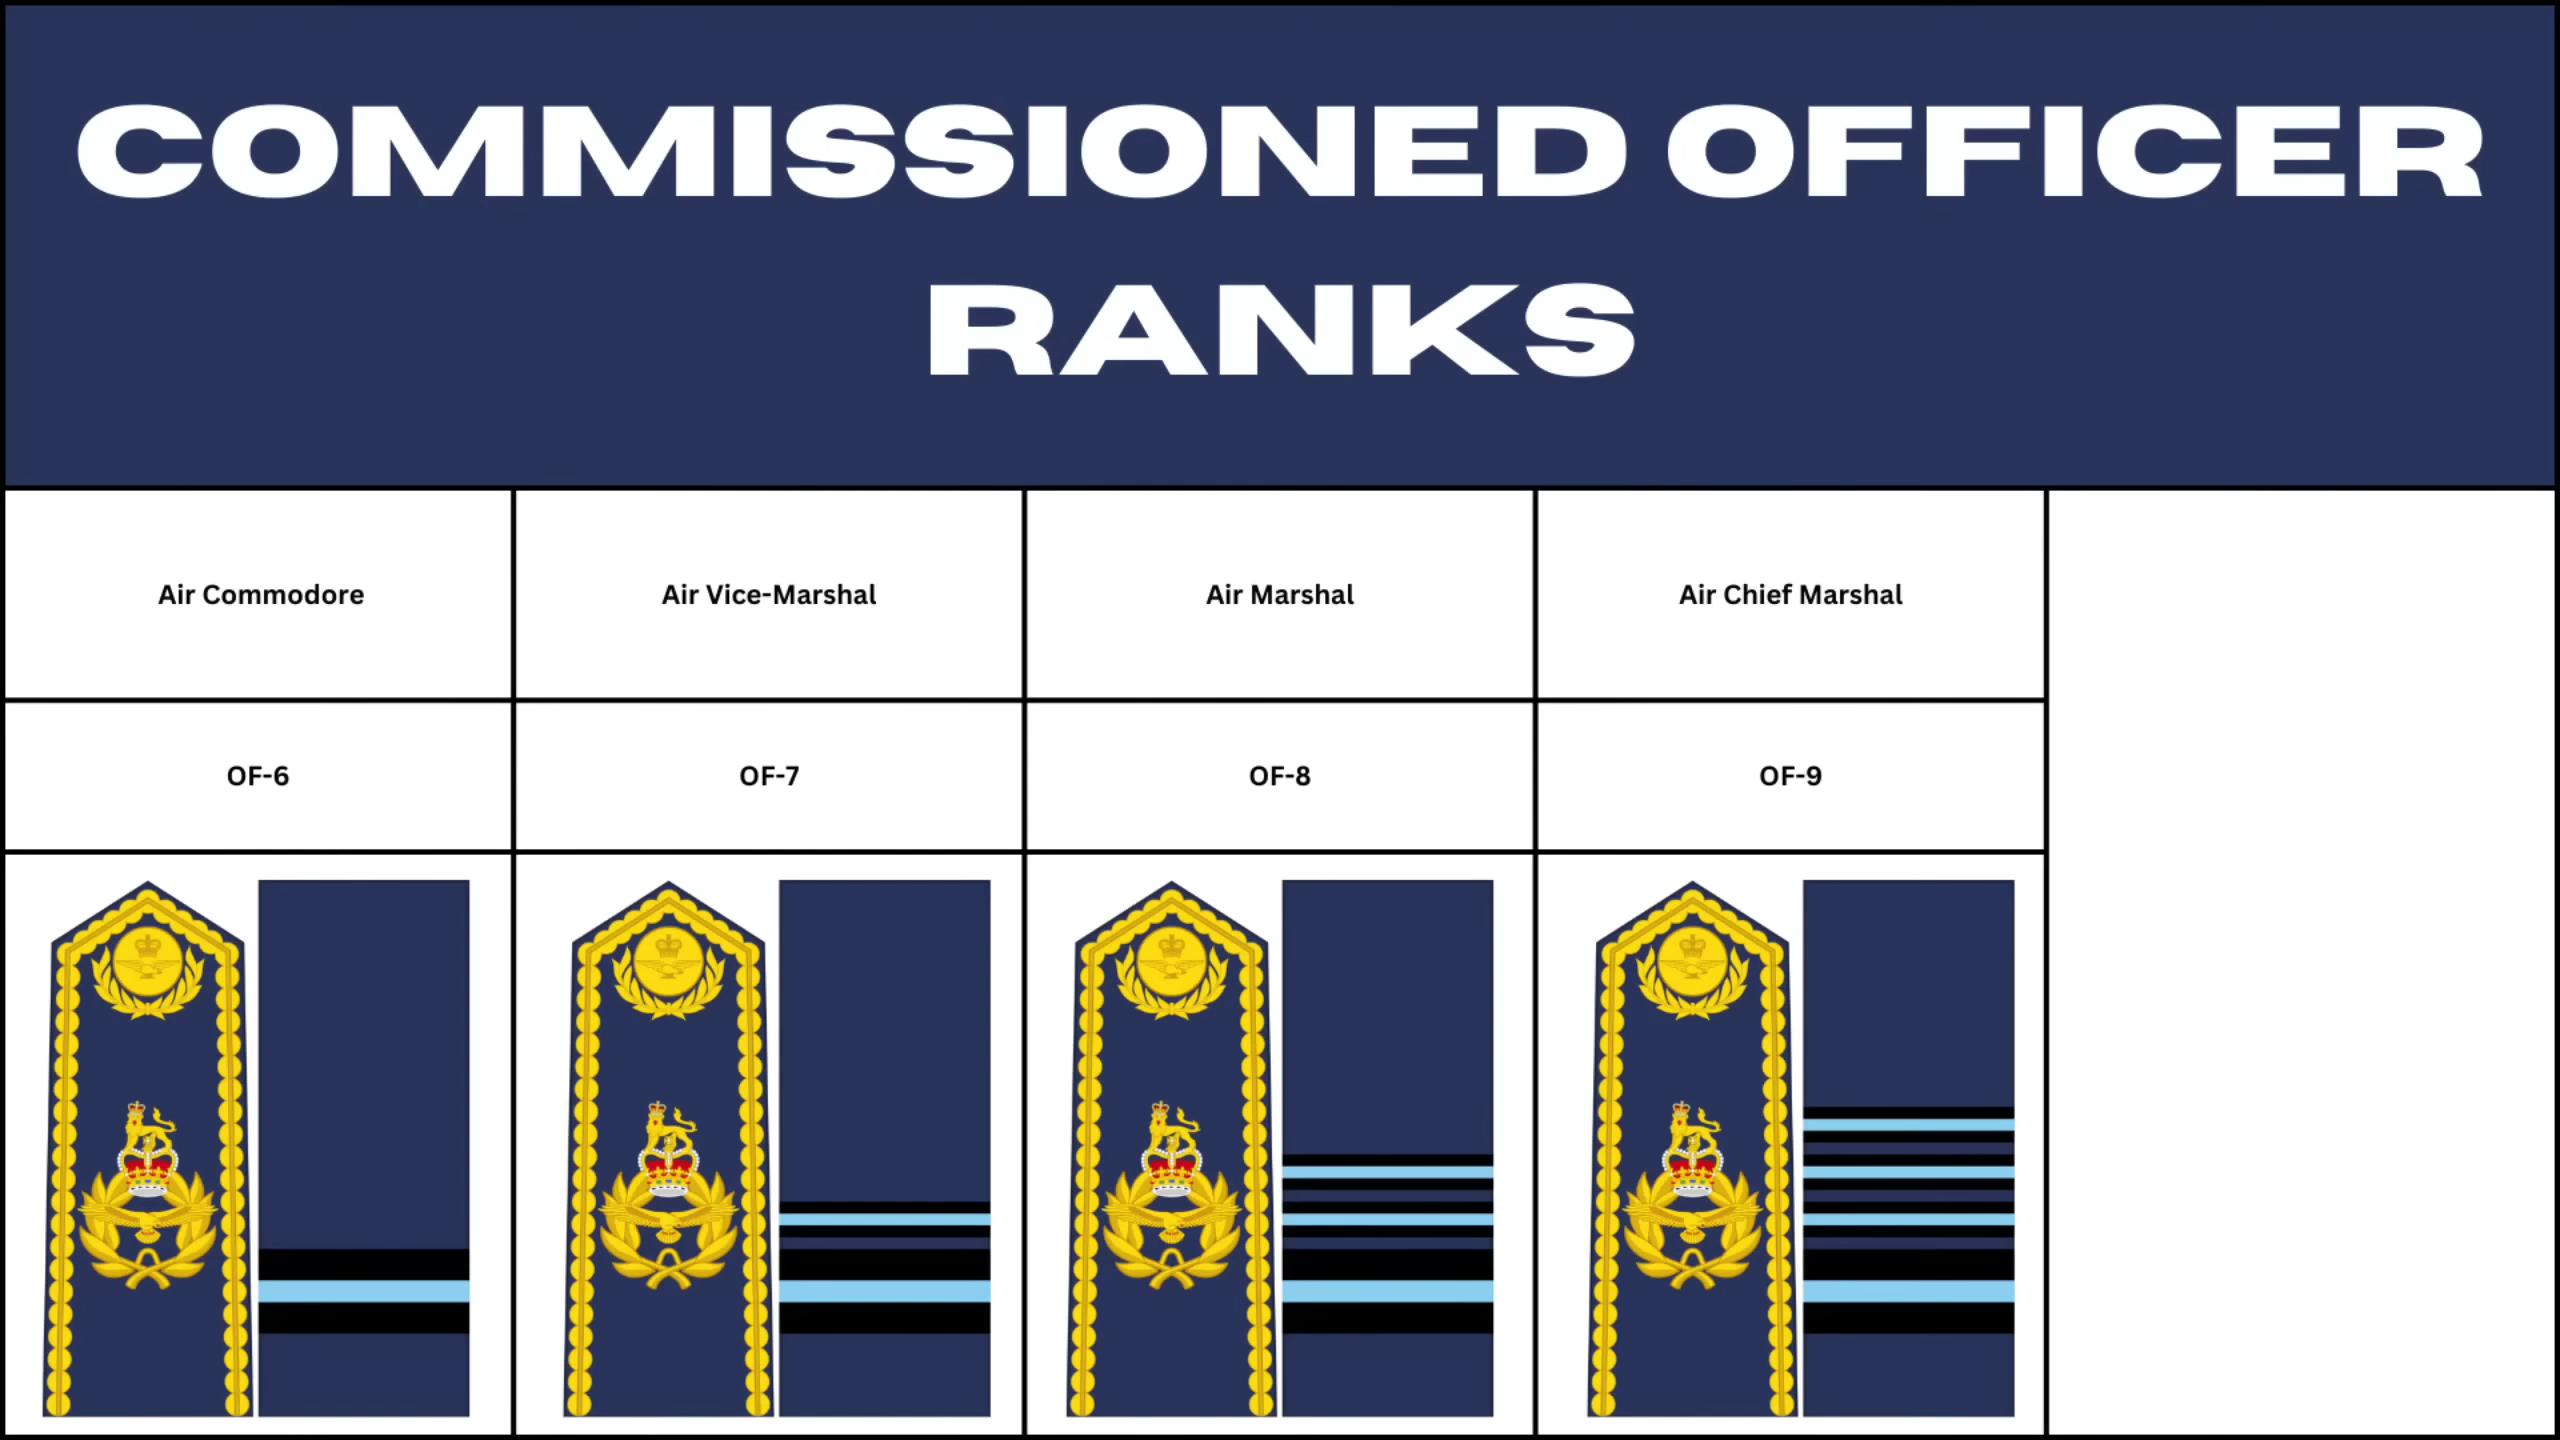 COMMISSIONED OFFICER
RANKS
Air Commodore
Air Vice-Marshal
Air Marshal
Air Chief Marshal
OF-6
OF-7
OF-8
OF-9